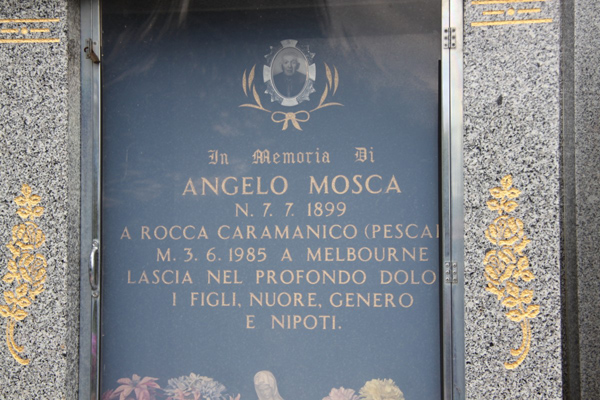 In Memoria Di
ANGELO MOSCA
N. 7. 7. 1899
A ROCCA CARAMANICO (PESCA
M. 3. 6. 1985 A MELBOURNE
LASCIA NEL PROFONDO DOLO
I FIGLI, NUORE, GENERO
E NIPOTI.